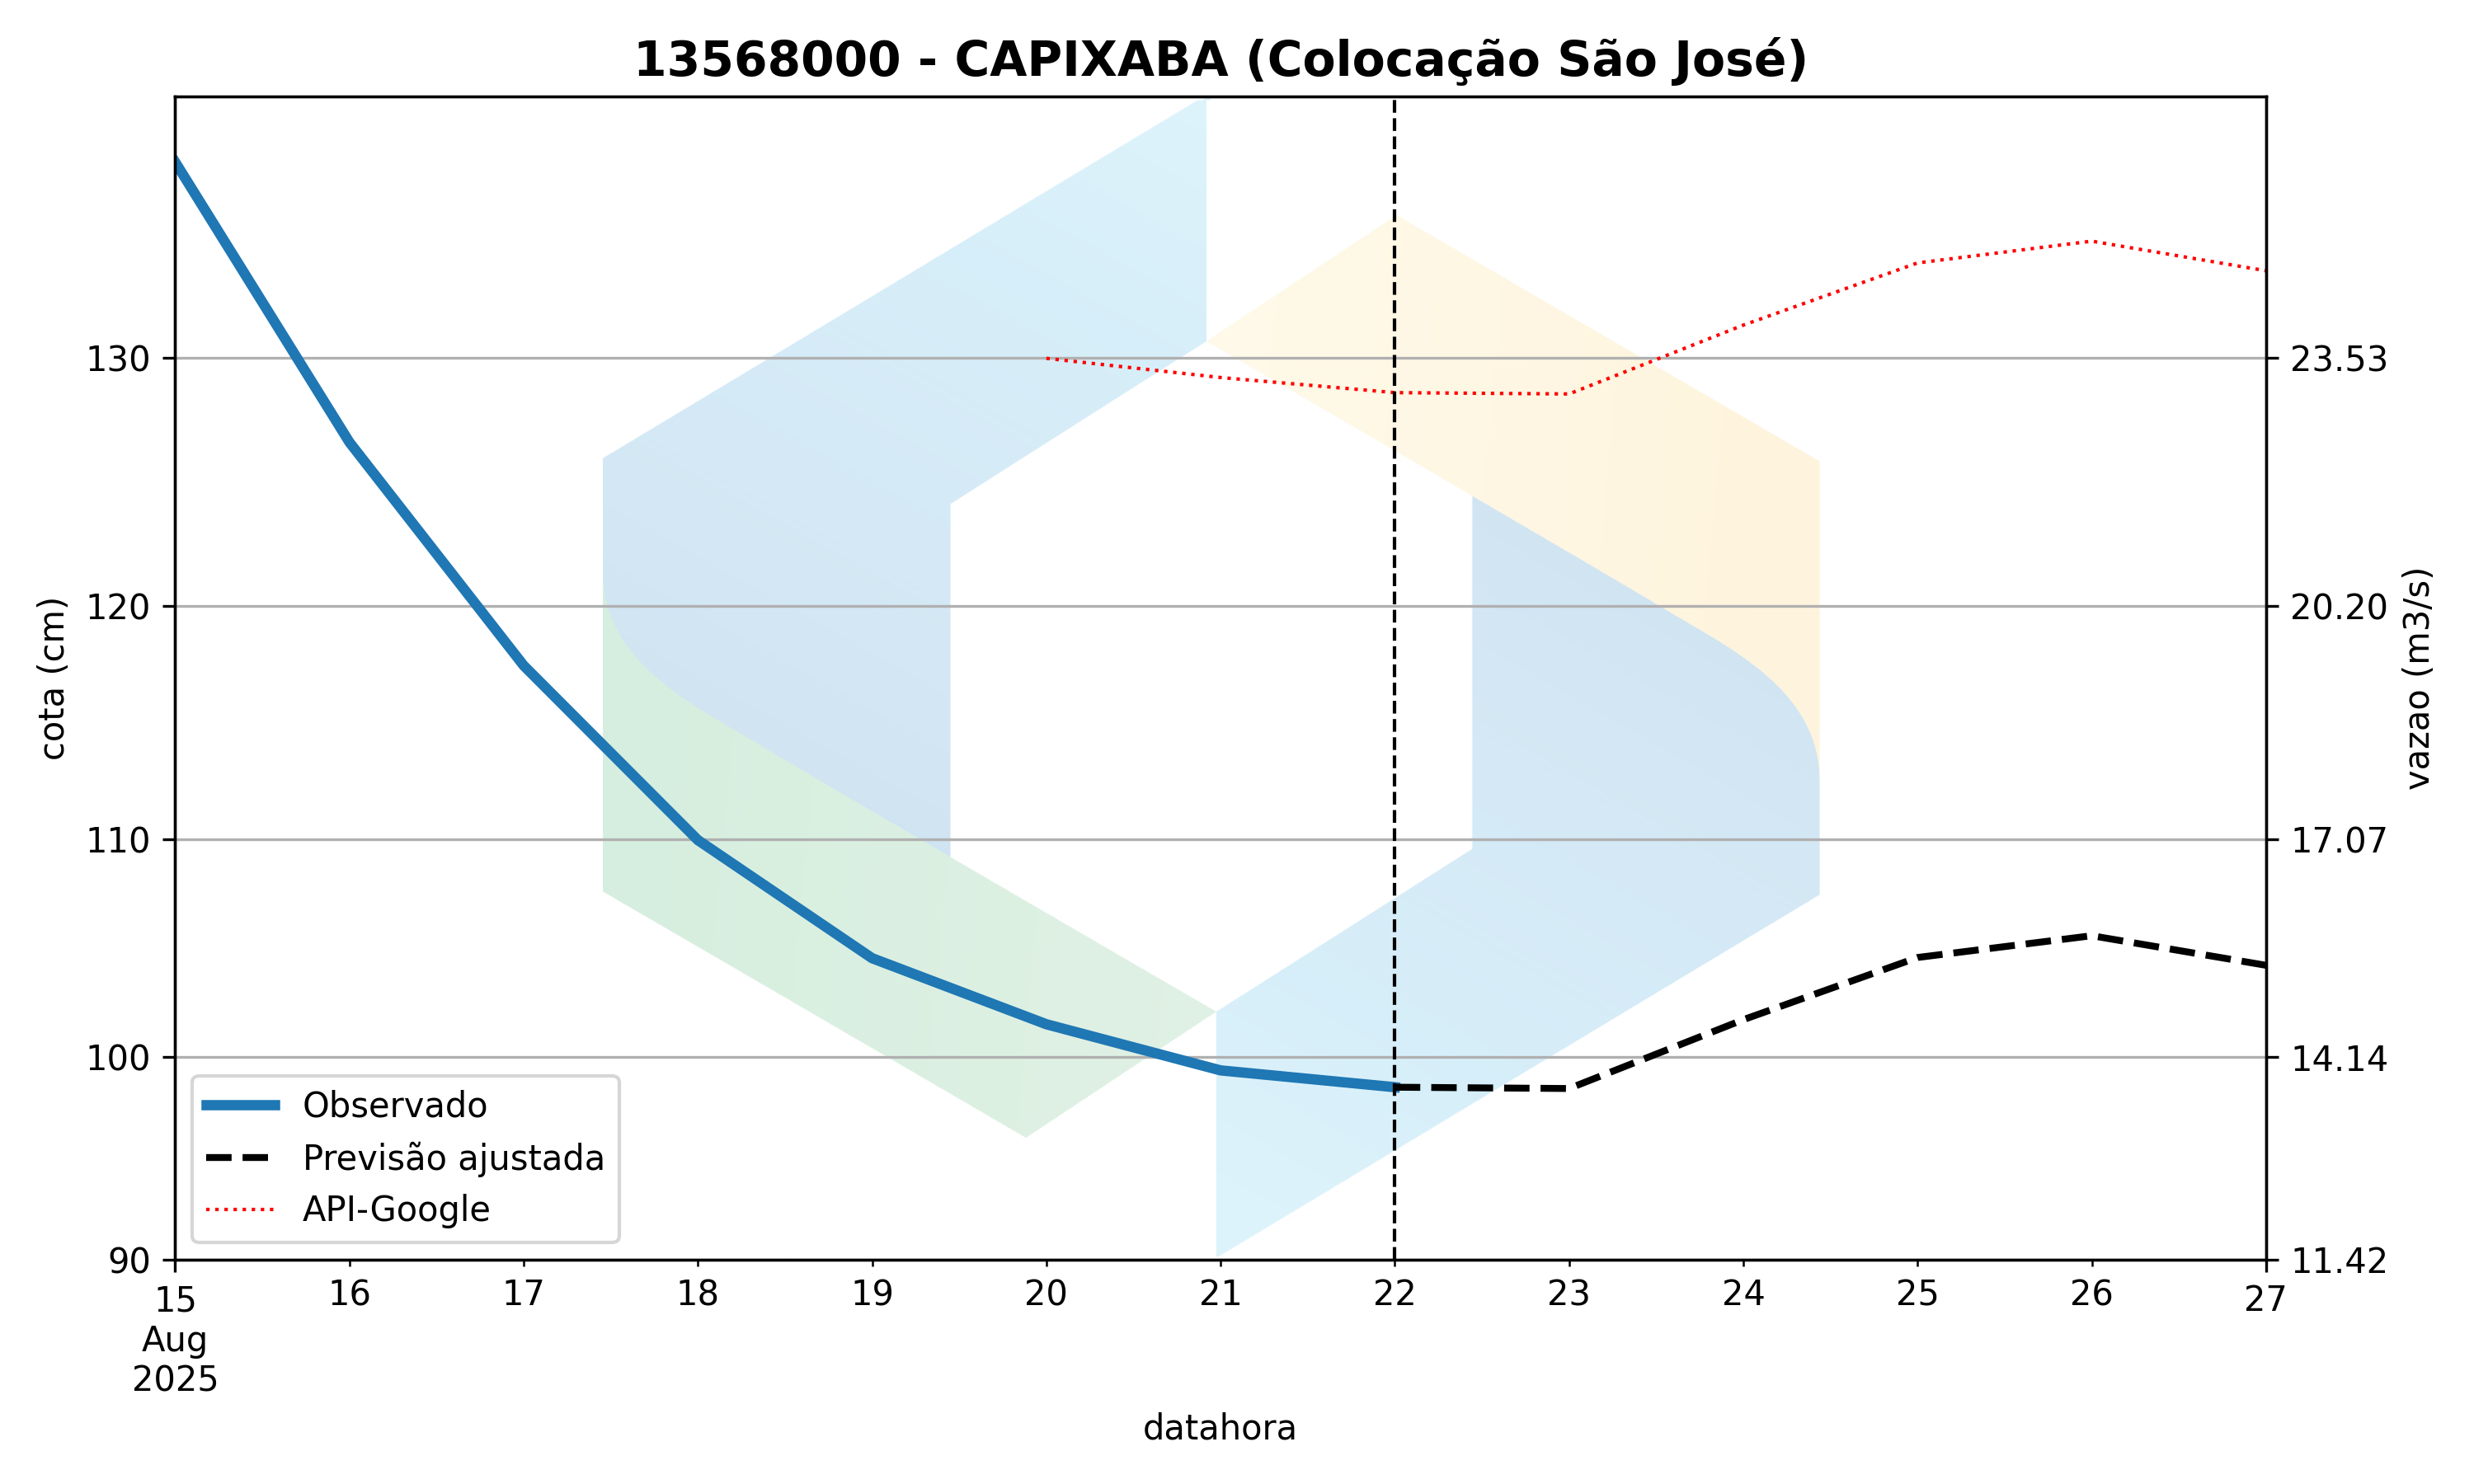 13568000 - CAPIXABA (Colocação São José)
cota (cm)
130
120
110
100
90
23.53
20.20
17.07
14.14
11.42
vazao (m3/s)
Observado
Previsão ajustada
API-Google
15 16 17 18 19 20 21 22 23 24 25 26 27
Aug
2025
datahora